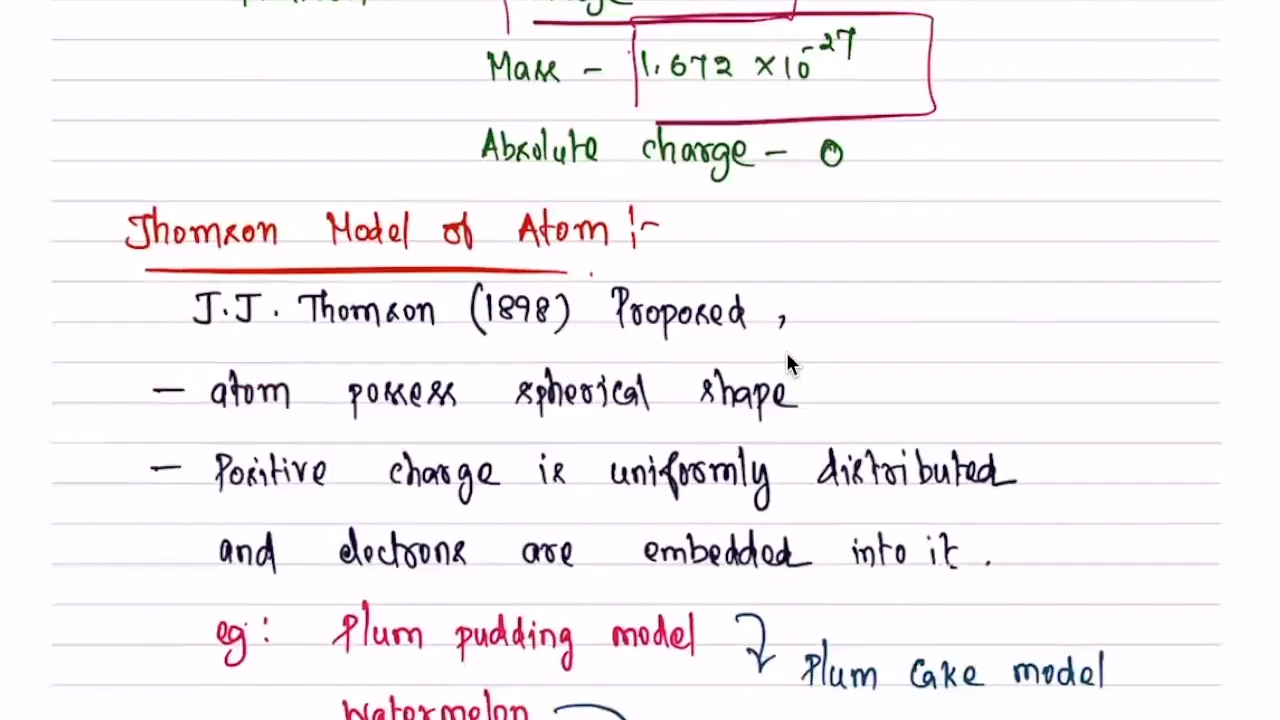 Mass - 1.672 ×10⁻²⁷
Absolute charge - 0
Thomson Model of Atom :-
J.J. Thomson (1898) Proposed ,
- atom possess spherical shape
- Positive charge is uniformly distributed
and electrons are embedded into it .
eg : Plum pudding model
Plum Cake model
Watermelon